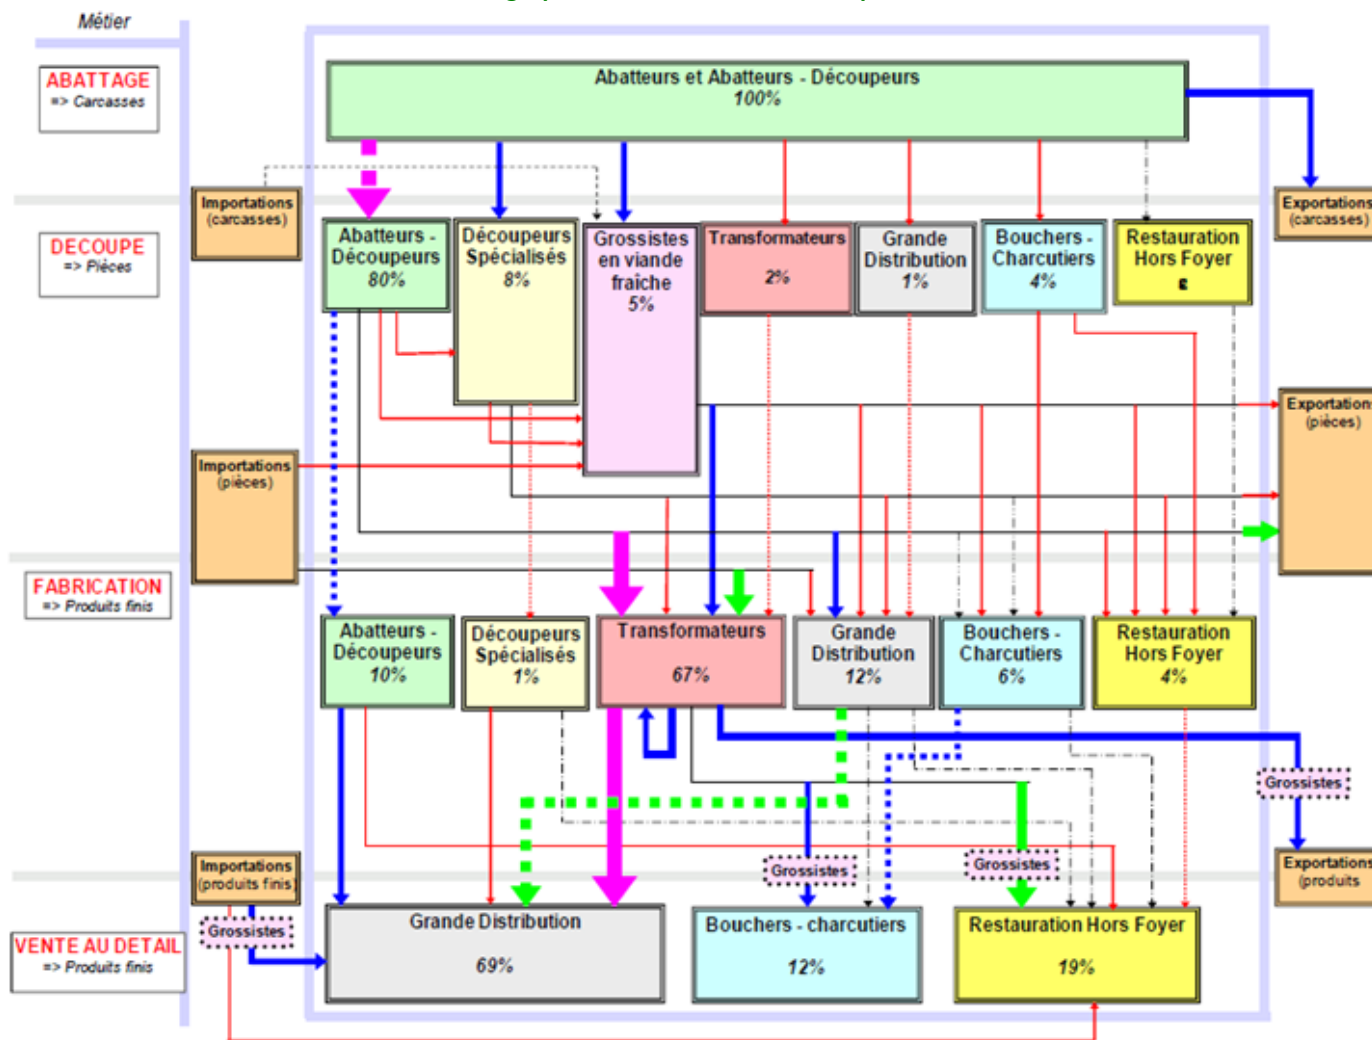 Métier
ABATTAGE
=> Carcasses
Abatteurs et Abatteurs - Découpeurs
100%
Importations
(carcasses)
Exportations
(carcasses)
DECOUPE
=> Pièces
Abatteurs -
Découpeurs
80%
Découpeurs
Spécialisés
8%
Grossistes
en viande
fraîche
5%
Transformateurs
2%
Grande
Distribution
1%
Bouchers -
Charcutiers
4%
Restauration
Hors Foyer
ε
Importations
(pièces)
Exportations
(pièces)
FABRICATION
=> Produits finis
Abatteurs -
Découpeurs
10%
Découpeurs
Spécialisés
1%
Transformateurs
67%
Grande
Distribution
12%
Bouchers -
Charcutiers
6%
Restauration
Hors Foyer
4%
Grossistes
Grossistes
Grossistes
Importations
(produits finis)
Exportations
(produits
Grossistes
VENTE AU DETAIL
=> Produits finis
Grande Distribution
69%
Bouchers - charcutiers
12%
Restauration Hors Foyer
19%